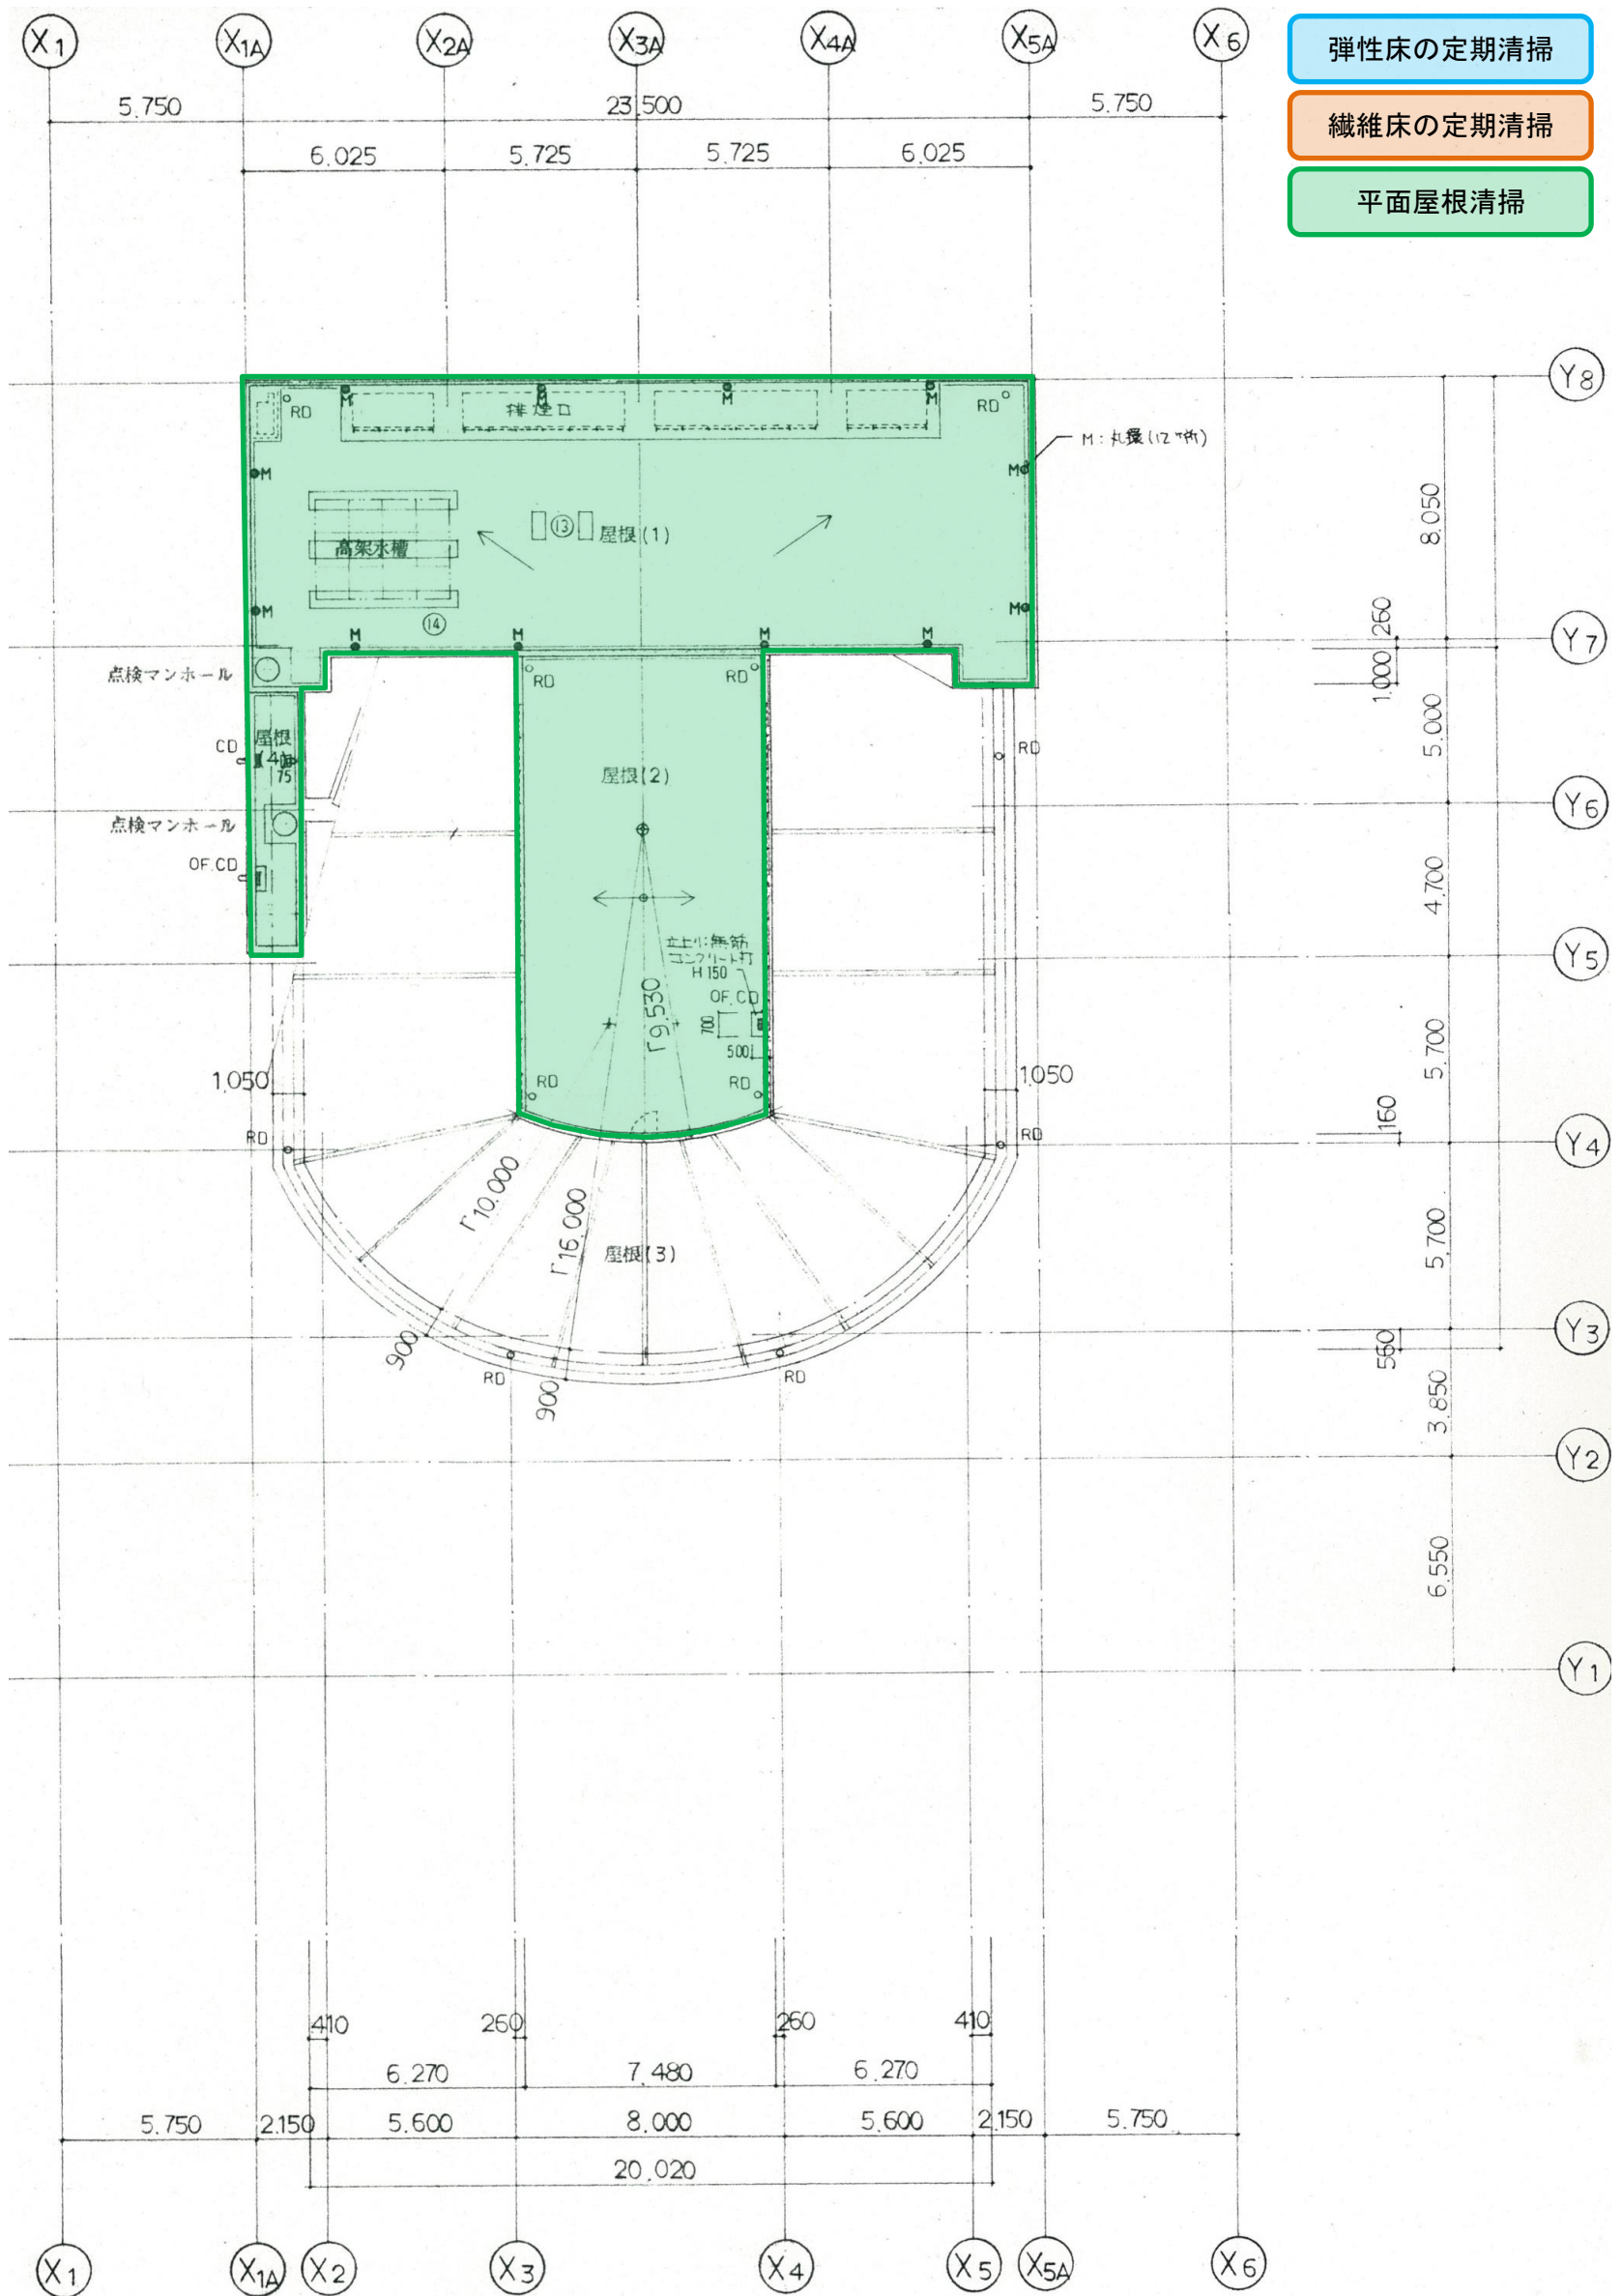 X1 X1A X2A X3A X4A X5A X6
弾性床の定期清掃
繊維床の定期清掃
平面屋根清掃
5.750 23.500 5.750
6.025 5.725 5.725 6.025
Y8
M M M M
RD 排煙口 RD
M:丸環(12ヶ所)
M M
8.050
⑬ 屋根(1)
高架水槽
M M
⑭
M M M M
260
Y7
点検マンホール
RD RD
1.000
5.000
CD 屋根
(4)
75
RD
屋根(2)
Y6
点検マンホール
OF.CD
4.700
立上り無筋
コンクリート打
H150
Y5
OF.CD
700
r9.530
500
5.700
1.050 RD RD 1.050
160
RD RD
Y4
r10.000
r16.000
屋根(3)
5.700
Y3
900
560
RD RD
900
3.850
Y2
6.550
Y1
410 260 260 410
6.270 7.480 6.270
5.750 2.150 5.600 8.000 5.600 2.150 5.750
20.020
X1 X1A X2 X3 X4 X5 X5A X6